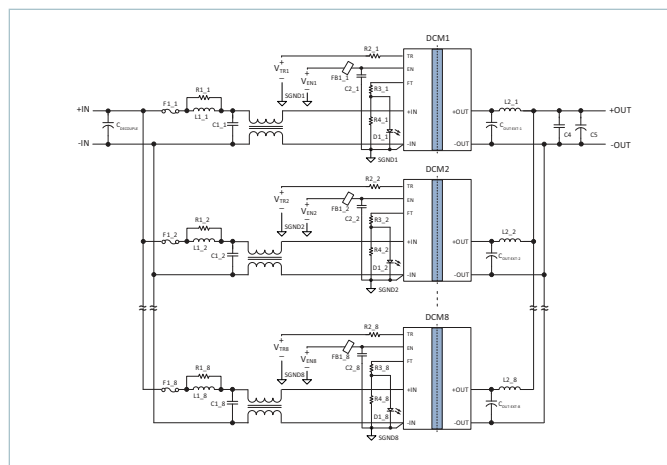 DCM1
R2_1
TR
V_TR1
V_EN1
EN
FB1_1
FT
SGND1
C2_1
R3_1
R1_1
+IN
F1_1
L1_1
+IN
+OUT
L2_1
+OUT
C_DECOUPLE
C1_1
R4_1
D1_1
C_OUT-EXT-1
C4
C5
-IN
-IN
-OUT
-OUT
SGND1
DCM2
R2_2
TR
V_TR2
V_EN2
EN
FB1_2
FT
SGND2
C2_2
R3_2
R1_2
F1_2
L1_2
+IN
+OUT
L2_2
C1_2
R4_2
D1_2
C_OUT-EXT-2
-IN
-OUT
SGND2
DCM8
R2_8
TR
V_TR8
V_EN8
EN
FB1_8
FT
SGND8
C2_8
R3_8
R1_8
F1_8
L1_8
+IN
+OUT
L2_8
C1_8
R4_8
D1_8
C_OUT-EXT-8
-IN
-OUT
SGND8